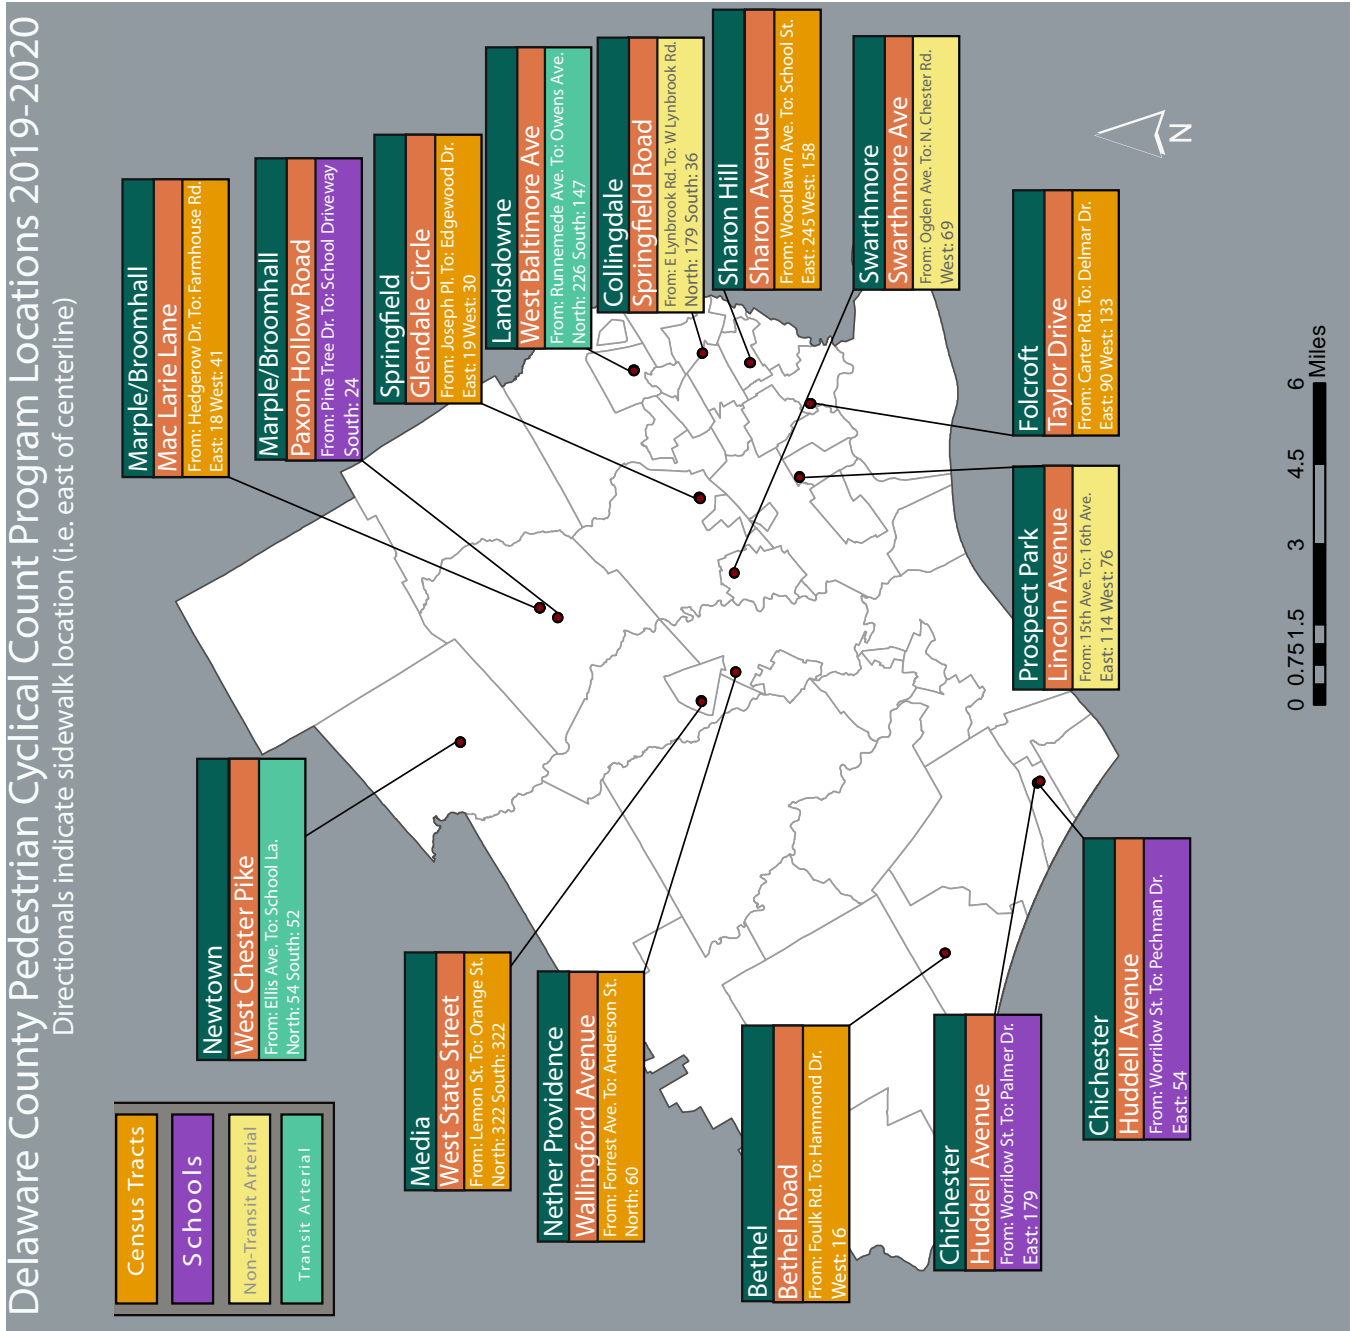 Delaware County Pedestrian Cyclical Count Program Locations 2019-2020
Directionals indicate sidewalk location (i.e. east of centerline)
Census Tracts
Schools
Non-Transit Arterial
Transit Arterial
Newtown
West Chester Pike
From: Ellis Ave. To: School La.
North: 54 South: 52
Marple/Broomhall
Mac Larie Lane
From: Hedgerow Dr. To: Farmhouse Rd.
East: 18 West: 41
Marple/Broomhall
Paxon Hollow Road
From: Pine Tree Dr. To: School Driveway
South: 24
Springfield
Glendale Circle
From: Joseph Pl. To: Edgewood Dr.
East: 19 West: 30
Landsdowne
West Baltimore Ave
From: Runnemede Ave. To: Owens Ave.
North: 226 South: 147
Collingdale
Springfield Road
From: E Lynbrook Rd. To: W Lynbrook Rd.
North: 179 South: 36
Sharon Hill
Sharon Avenue
From: Woodlawn Ave. To: School St.
East: 245 West: 158
Swarthmore
Swarthmore Ave
From: Ogden Ave. To: N. Chester Rd.
West: 69
Media
West State Street
From: Lemon St. To: Orange St.
North: 322 South: 322
Nether Providence
Wallingford Avenue
From: Forrest Ave. To: Anderson St.
North: 60
Bethel
Bethel Road
From: Foulk Rd. To: Hammond Dr.
West: 16
Chichester
Huddell Avenue
From: Worrilow St. To: Palmer Dr.
East: 179
Chichester
Huddell Avenue
From: Worrilow St. To: Pechman Dr.
East: 54
Prospect Park
Lincoln Avenue
From: 15th Ave. To: 16th Ave.
East: 114 West: 76
Folcroft
Taylor Drive
From: Carter Rd. To: Delmar Dr.
East: 90 West: 133
N
0 0.75 1.5 3 4.5 6
Miles